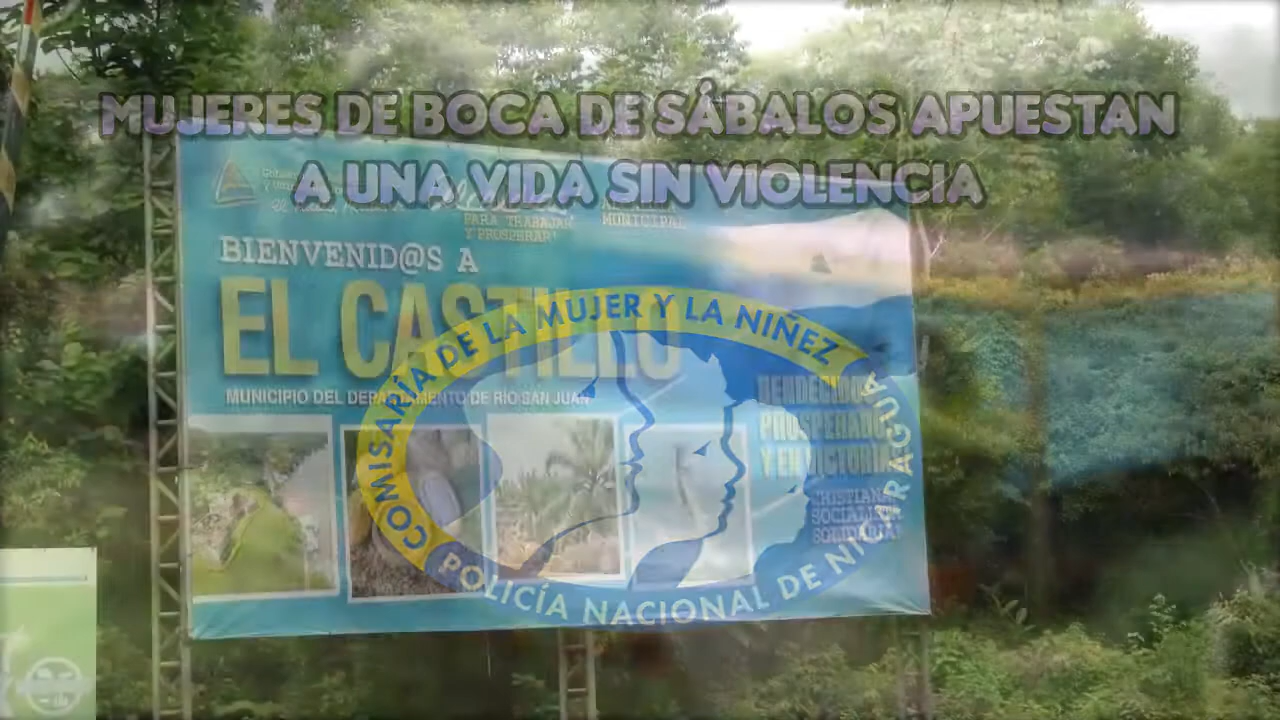 MUJERES DE BOCA DE SÁBALOS APUESTAN
A UNA VIDA SIN VIOLENCIA
PARA TRABAJAR
Y PROSPERAR!
MUNICIPAL
BIENVENID@S A
EL CASTILLO
MUNICIPIO DEL DEPARTAMENTO DE RÍO SAN JUAN
COMISARÍA DE LA MUJER Y LA NIÑEZ
POLICÍA NACIONAL DE NICARAGUA
PROSPERADOS
Y EN VICTORIAS
CRISTIANA,
SOCIALISTA,
SOLIDARIA!